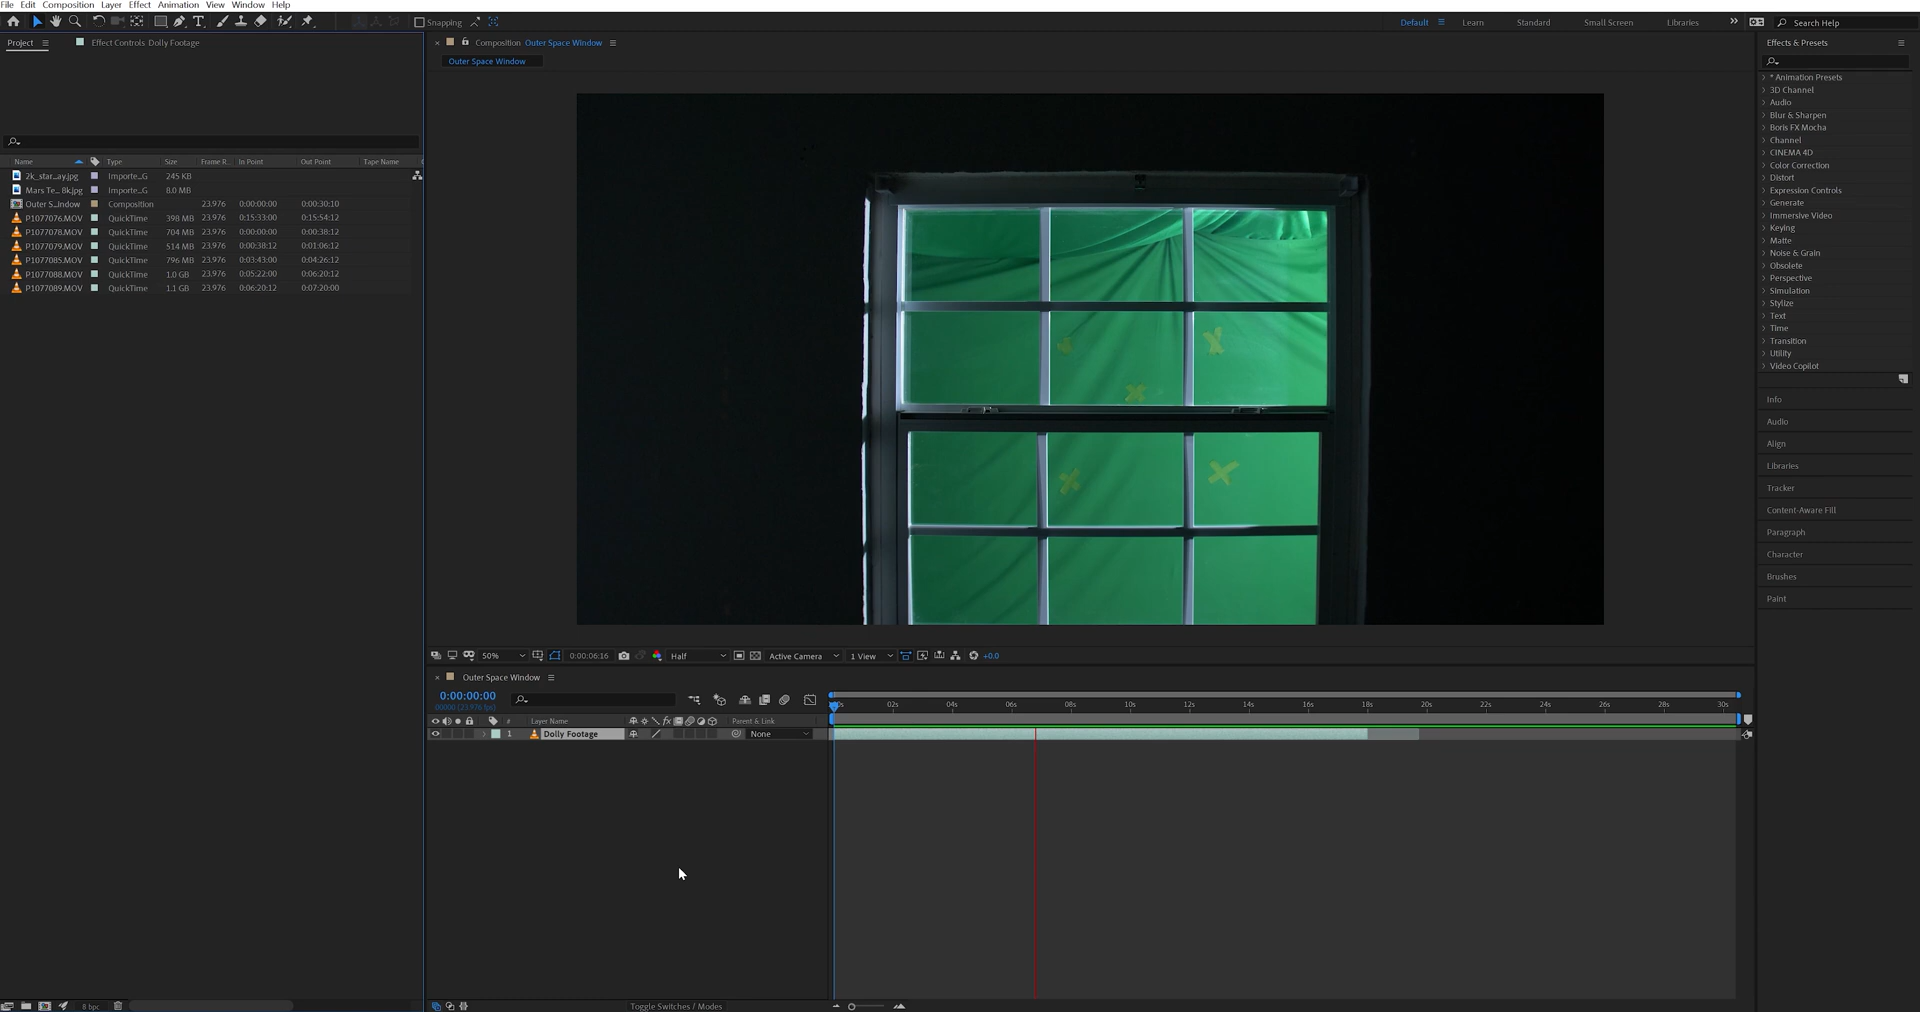 File Edit Composition Layer Effect Animation View Window Help
Snapping
Default Learn Standard Small Screen Libraries Search Help
Project Effect Controls Dolly Footage
Composition Outer Space Window
Outer Space Window
Name Type Size Frame R... In Point Out Point Tape Name
2k_star...ay.jpg Importe...G 245 KB
Mars Te... 8k.jpg Importe...G 8.0 MB
Outer S...indow Composition 23.976 0:00:00:00 0:00:30:10
P1077076.MOV QuickTime 398 MB 23.976 0:15:33:00 0:15:54:12
P1077078.MOV QuickTime 704 MB 23.976 0:00:00:00 0:00:38:12
P1077079.MOV QuickTime 514 MB 23.976 0:00:38:12 0:01:06:12
P1077085.MOV QuickTime 796 MB 23.976 0:03:43:00 0:04:26:12
P1077088.MOV QuickTime 1.0 GB 23.976 0:05:22:00 0:06:20:12
P1077089.MOV QuickTime 1.1 GB 23.976 0:06:20:12 0:07:20:00
Effects & Presets
* Animation Presets
3D Channel
Audio
Blur & Sharpen
Boris FX Mocha
Channel
CINEMA 4D
Color Correction
Distort
Expression Controls
Generate
Immersive Video
Keying
Matte
Noise & Grain
Obsolete
Perspective
Simulation
Stylize
Text
Time
Transition
Utility
Video Copilot
Info
Audio
Align
Libraries
Tracker
Content-Aware Fill
Paragraph
Character
Brushes
Paint
50% 0:00:06:16 Half Active Camera 1 View +0.0
Outer Space Window
0:00:00:00
00000 (23.976 fps)
02s 04s 06s 08s 10s 12s 14s 16s 18s 20s 22s 24s 26s 28s 30s
# Layer Name fx Parent & Link
1 Dolly Footage None
8 bpc
Toggle Switches / Modes